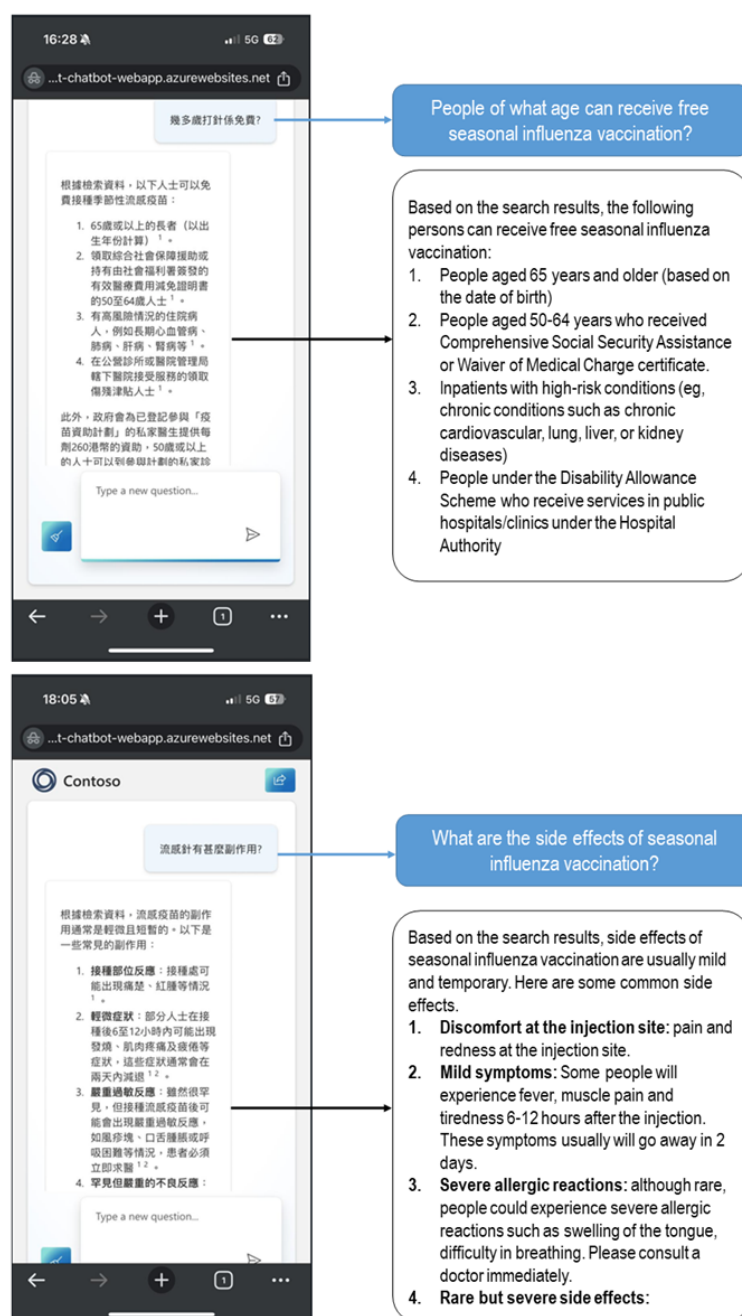 16:28
5G 62
...t-chatbot-webapp.azurewebsites.net
幾多歲打針係免費?
People of what age can receive free
seasonal influenza vaccination?
根據檢索資料，以下人士可以免
費接種季節性流感疫苗：
1. 65歲或以上的長者（以出
生年份計算）¹。
2. 領取綜合社會保障援助或
持有由社會福利署簽發的
有效醫療費用減免證明書
的50至64歲人士¹。
3. 有高風險情況的住院病
人，例如長期心血管病、
肺病、肝病、腎病等¹。
4. 在公營診所或醫院管理局
轄下醫院接受服務的領取
傷殘津貼人士¹。
此外，政府會為已登記參與「疫
苗資助計劃」的私家醫生提供每
劑260港幣的資助，50歲或以上
的人士可以到參與計劃的私家診
Type a new question...
1
Based on the search results, the following
persons can receive free seasonal influenza
vaccination:
1. People aged 65 years and older (based on
the date of birth)
2. People aged 50-64 years who received
Comprehensive Social Security Assistance
or Waiver of Medical Charge certificate.
3. Inpatients with high-risk conditions (eg,
chronic conditions such as chronic
cardiovascular, lung, liver, or kidney
diseases)
4. People under the Disability Allowance
Scheme who receive services in public
hospitals/clinics under the Hospital
Authority
18:05
5G 57
...t-chatbot-webapp.azurewebsites.net
Contoso
流感針有甚麼副作用?
What are the side effects of seasonal
influenza vaccination?
根據檢索資料，流感疫苗的副作
用通常是輕微且短暫的。以下是
一些常見的副作用：
1. 接種部位反應：接種處可
能出現痛楚、紅腫等情況
¹。
2. 輕微症狀：部分人士在接
種後6至12小時內可能出現
發燒、肌肉疼痛及疲倦等
症狀，這些症狀通常會在
兩天內減退¹ ²。
3. 嚴重過敏反應：雖然很罕
見，但接種流感疫苗後可
能會出現嚴重過敏反應，
如風疹塊、口舌腫脹或呼
吸困難等情況，患者必須
立即求醫¹ ²。
4. 罕見但嚴重的不良反應：
Type a new question...
1
Based on the search results, side effects of
seasonal influenza vaccination are usually mild
and temporary. Here are some common side
effects.
1. Discomfort at the injection site: pain and
redness at the injection site.
2. Mild symptoms: Some people will
experience fever, muscle pain and
tiredness 6-12 hours after the injection.
These symptoms usually will go away in 2
days.
3. Severe allergic reactions: although rare,
people could experience severe allergic
reactions such as swelling of the tongue,
difficulty in breathing. Please consult a
doctor immediately.
4. Rare but severe side effects: